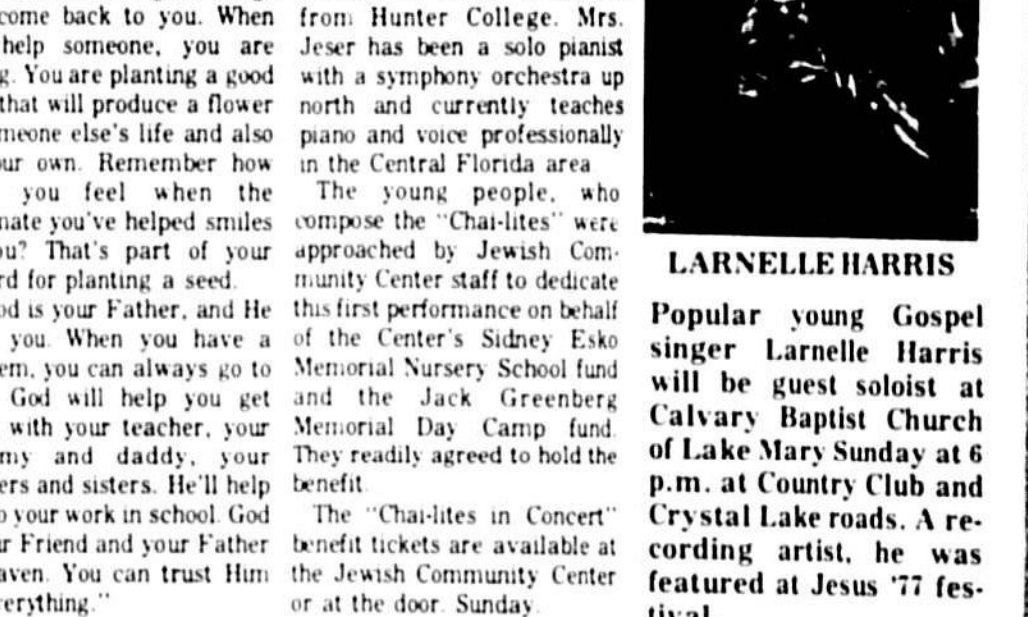 come back to you. When
help someone, you are
g. You are planting a good
that will produce a flower
meone else's life and also
ur own. Remember how
you feel when the
nate you've helped smiles
ou? That's part of your
rd for planting a seed.
od is your Father, and He
you. When you have a
em, you can always go to
God will help you get
with your teacher, your
my and daddy, your
ers and sisters. He'll help
o your work in school. God
ur Friend and your Father
aven. You can trust Him
erything."
from Hunter College. Mrs.
Jeser has been a solo pianist
with a symphony orchestra up
north and currently teaches
piano and voice professionally
in the Central Florida area
The young people, who
compose the "Chai-lites" were
approached by Jewish Com-
munity Center staff to dedicate
this first performance on behalf
of the Center's Sidney Esko
Memorial Nursery School fund
and the Jack Greenberg
Memorial Day Camp fund.
They readily agreed to hold the
benefit.
The "Chai-lites in Concert"
benefit tickets are available at
the Jewish Community Center
or at the door. Sunday.
LARNELLE HARRIS
Popular young Gospel
singer Larnelle Harris
will be guest soloist at
Calvary Baptist Church
of Lake Mary Sunday at 6
p.m. at Country Club and
Crystal Lake roads. A re-
cording artist, he was
featured at Jesus '77 fes-
tival.